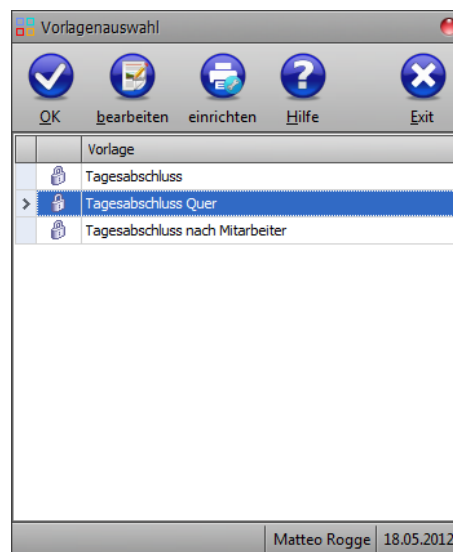 Vorlagenauswahl
OK bearbeiten einrichten Hilfe Exit
Vorlage
Tagesabschluss
Tagesabschluss Quer
Tagesabschluss nach Mitarbeiter
Matteo Rogge 18.05.2012